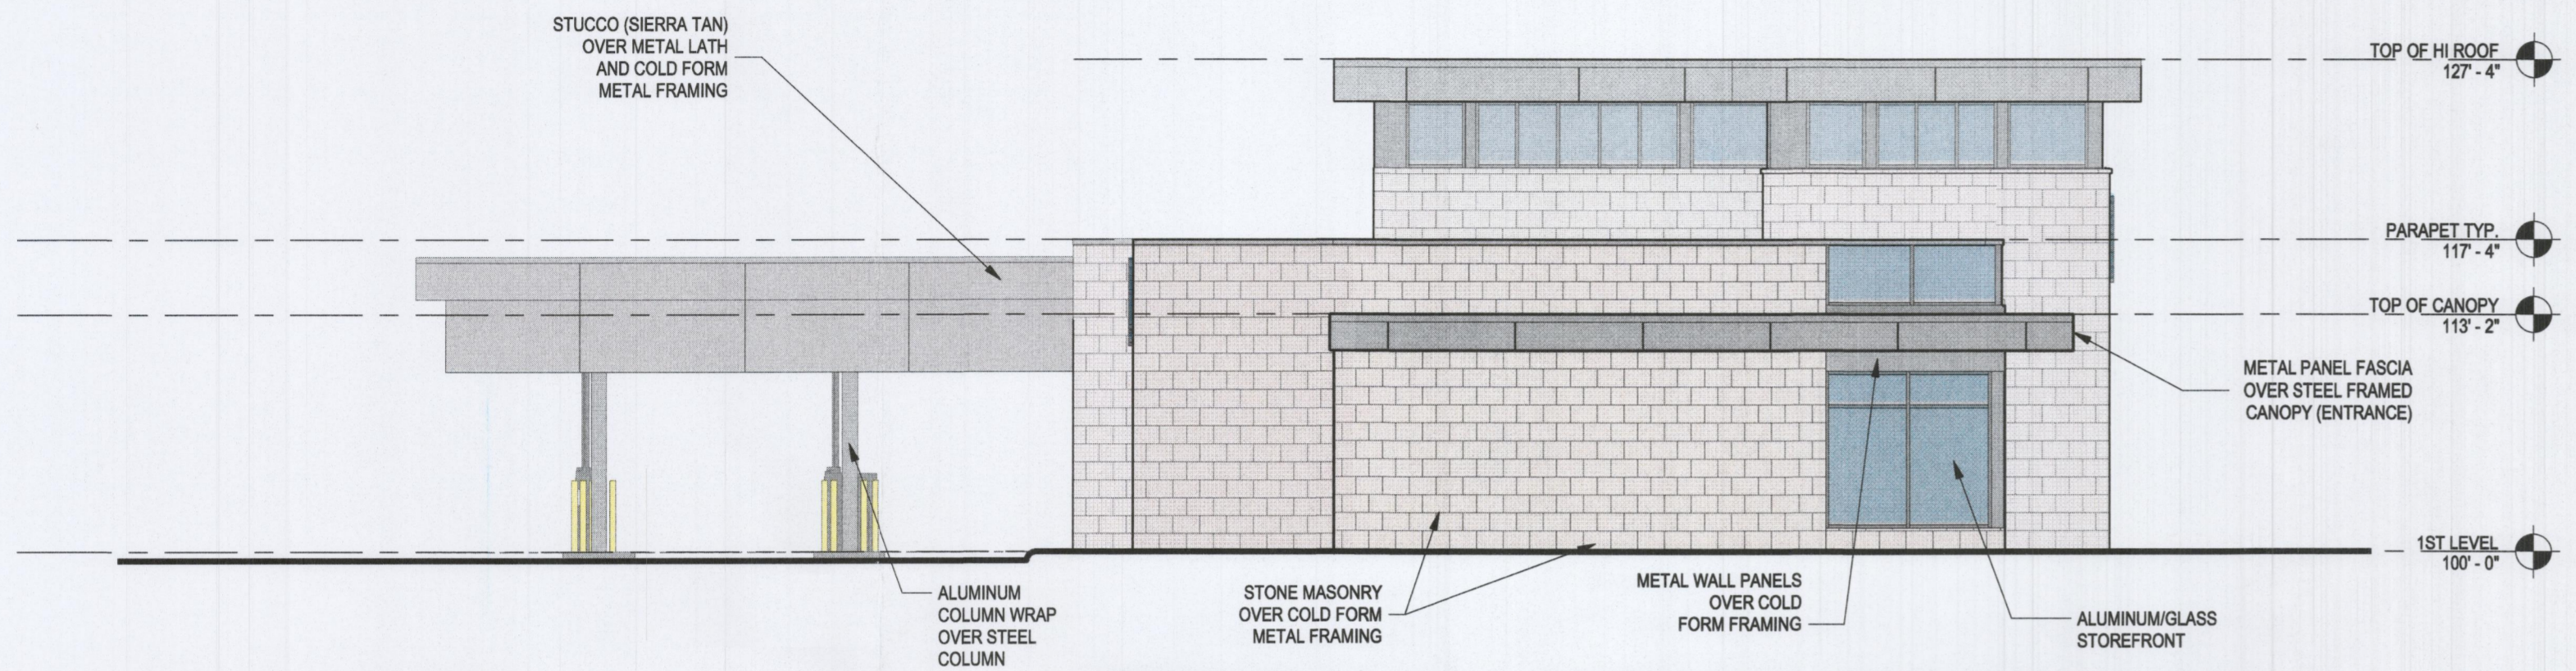 STUCCO (SIERRA TAN)
OVER METAL LATH
AND COLD FORM
METAL FRAMING
TOP OF HI ROOF
127' - 4"
PARAPET TYP.
117' - 4"
TOP OF CANOPY
113' - 2"
METAL PANEL FASCIA
OVER STEEL FRAMED
CANOPY (ENTRANCE)
1ST LEVEL
100' - 0"
ALUMINUM
COLUMN WRAP
OVER STEEL
COLUMN
STONE MASONRY
OVER COLD FORM
METAL FRAMING
METAL WALL PANELS
OVER COLD
FORM FRAMING
ALUMINUM/GLASS
STOREFRONT